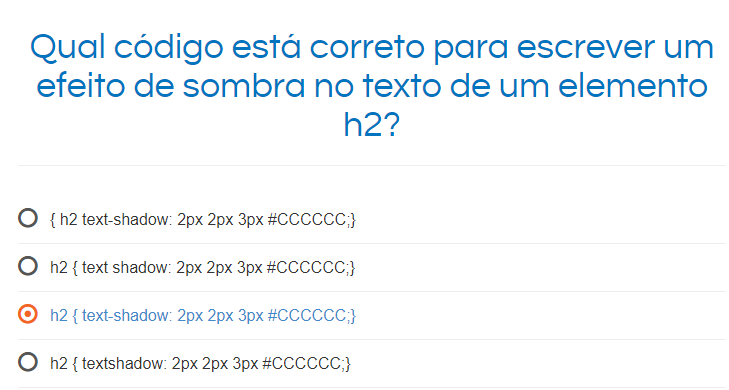 Qual código está correto para escrever um
efeito de sombra no texto de um elemento
h2?
{ h2 text-shadow: 2px 2px 3px #CCCCCC;}
h2 { text shadow: 2px 2px 3px #CCCCCC;}
h2 { text-shadow: 2px 2px 3px #CCCCCC;}
h2 { textshadow: 2px 2px 3px #CCCCCC;}